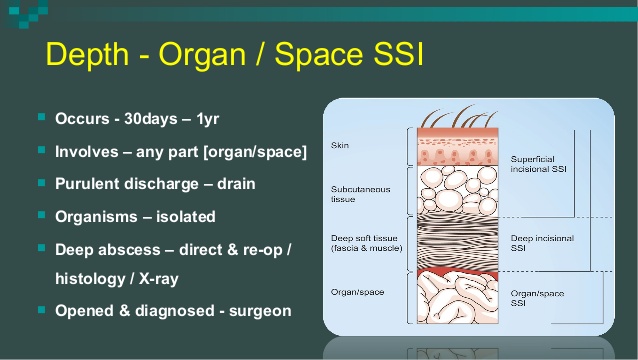 Depth - Organ / Space SSI
Occurs - 30days – 1yr
Involves – any part [organ/space]
Purulent discharge – drain
Organisms – isolated
Deep abscess – direct & re-op /
histology / X-ray
Opened & diagnosed - surgeon
Skin
Subcutaneous
tissue
Deep soft tissue
(fascia & muscle)
Organ/space
Superficial
incisional SSI
Deep incisional
SSI
Organ/space
SSI